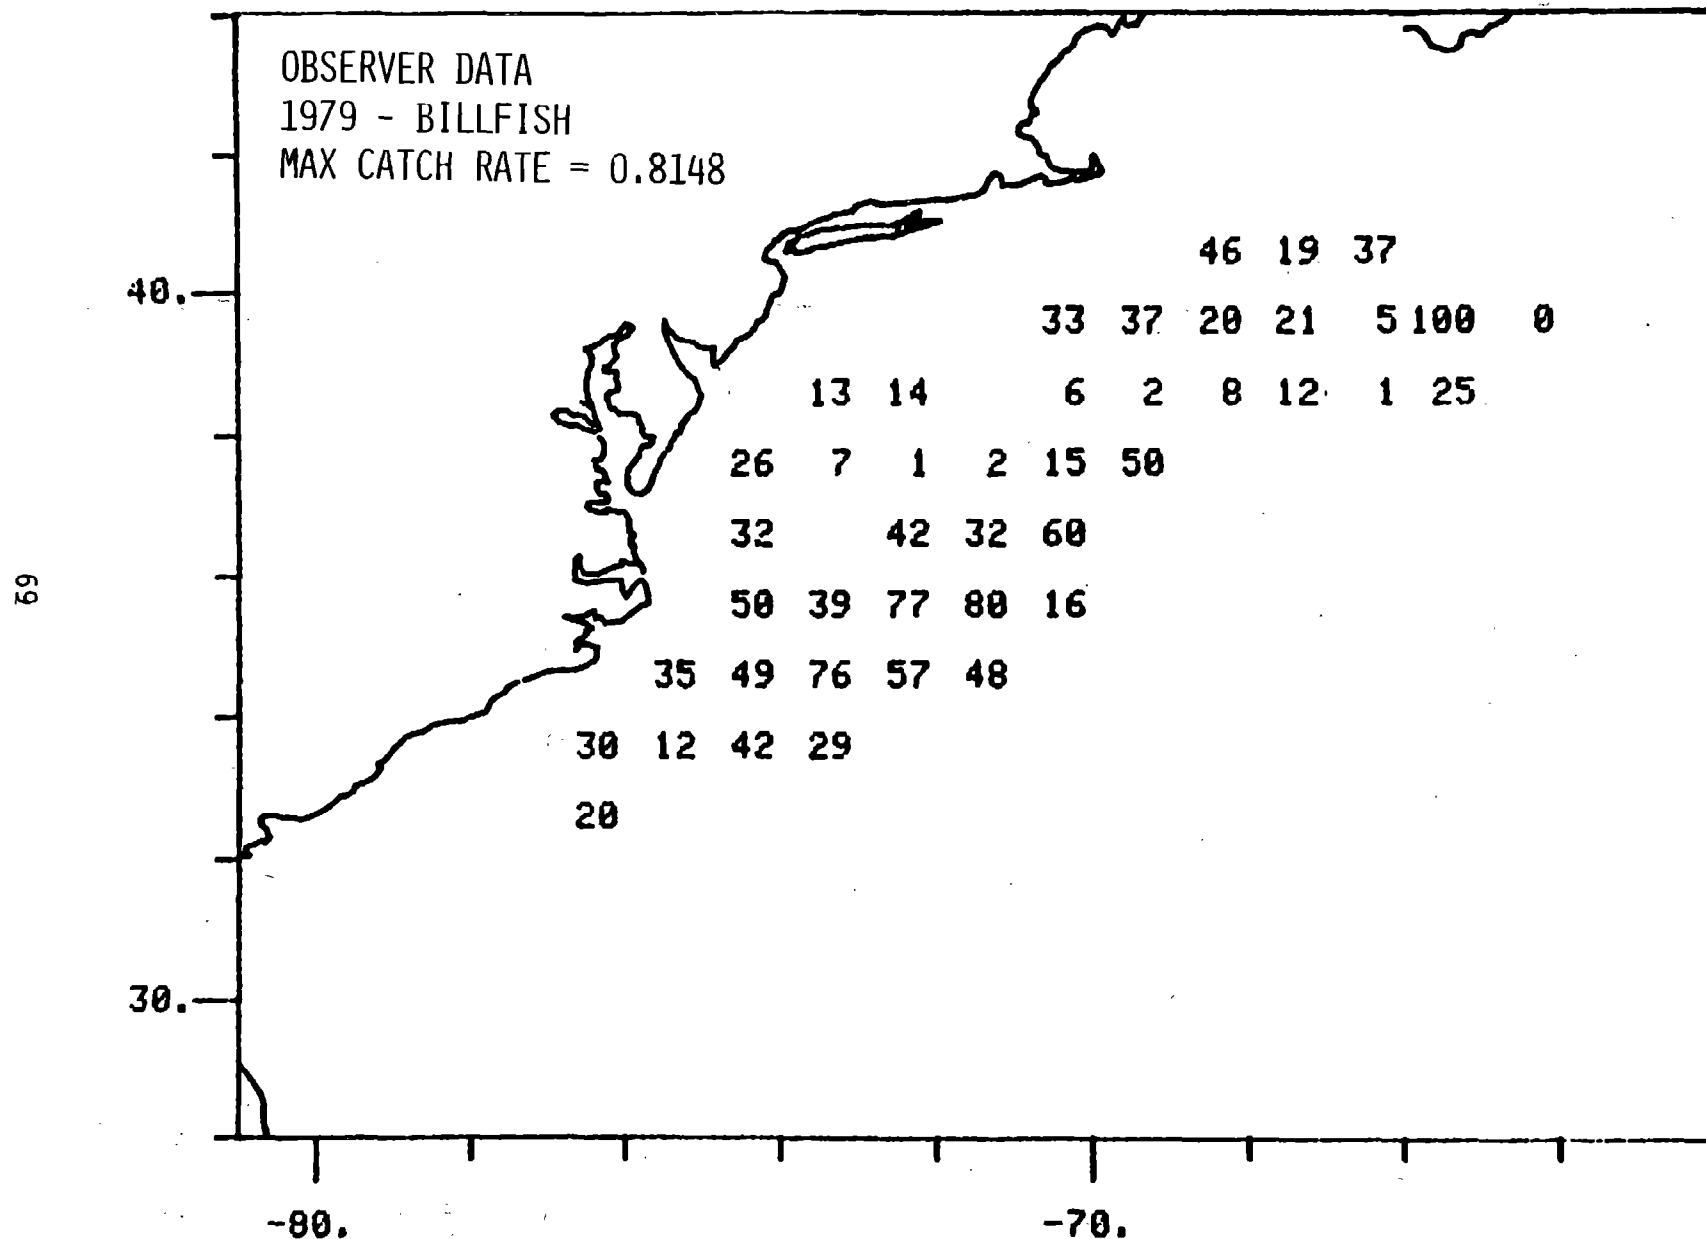 OBSERVER DATA
1979 - BILLFISH
MAX CATCH RATE = 0.8148
46 19 37
40.
33 37 20 21 5 100 0
13 14 6 2 8 12 1 25
26 7 1 2 15 50
32 42 32 60
69
50 39 77 80 16
35 49 76 57 48
30 12 42 29
20
30.
-80. -70.